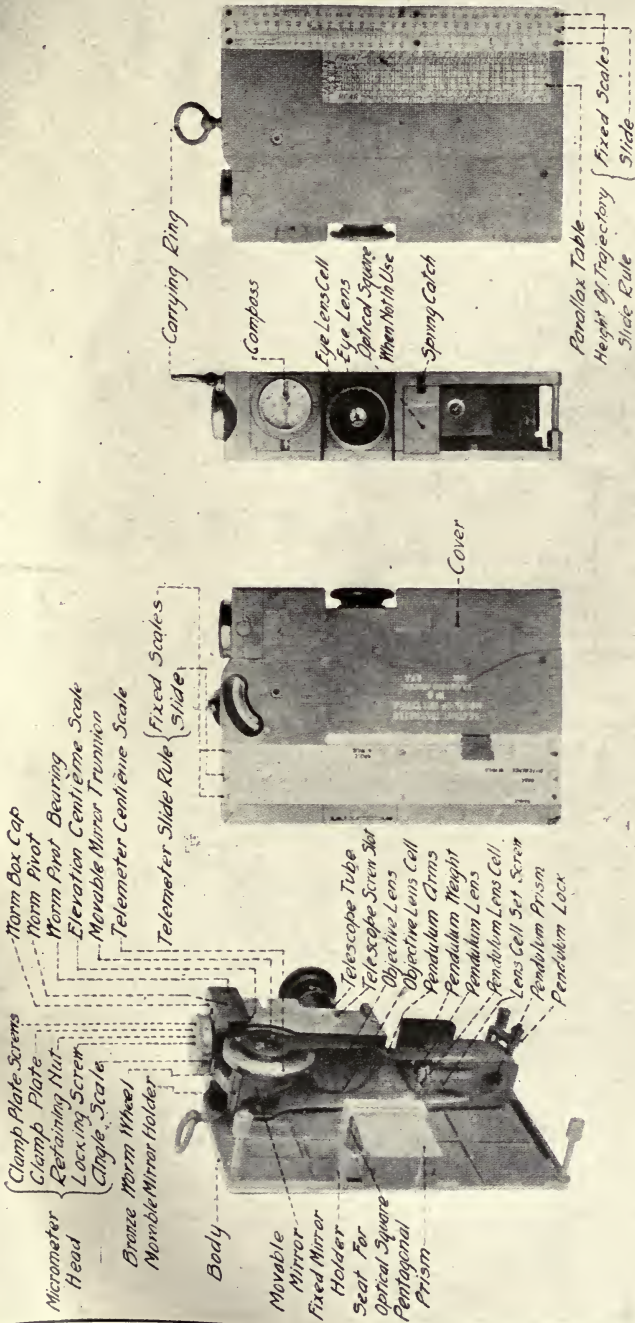 Micrometer Head { Clamp Plate Screws
Clamp Plate
Retaining Nut
Locking Screw
Angle Scale
Bronze Worm Wheel
Movable Mirror Holder
Body
Movable
Mirror
Fixed Mirror
Holder
Seat For
Optical Square
Pentagonal
Prism
Worm Box Cap
Worm Pivot
Worm Pivot Bearing
Elevation Centième Scale
Movable Mirror Trunnion
Telemeter Centième Scale
Telemeter Slide Rule { Fixed Scales
Slide
Telescope Tube
Telescope Screw Slot
Objective Lens
Objective Lens Cell
Pendulum Arms
Pendulum Weight
Pendulum Lens
Pendulum Lens Cell
Lens Cell Set Screw
Pendulum Prism
Pendulum Lock
Cover
Carrying Ring
Compass
Eye Lens Cell
Eye Lens
Optical Square
When Not In Use
Spring Catch
Parallax Table
Height Of Trajectory
Slide Rule { Fixed Scales
Slide
REAR